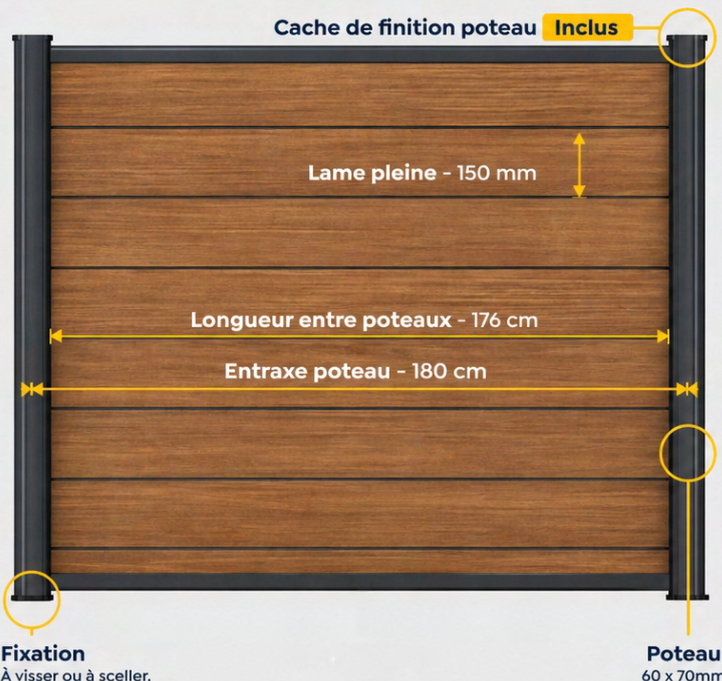 Cache de finition poteau Inclus
Lame pleine - 150 mm
Longueur entre poteaux - 176 cm
Entraxe poteau - 180 cm
Fixation
À visser ou à sceller.
Poteau
60 x 70mm